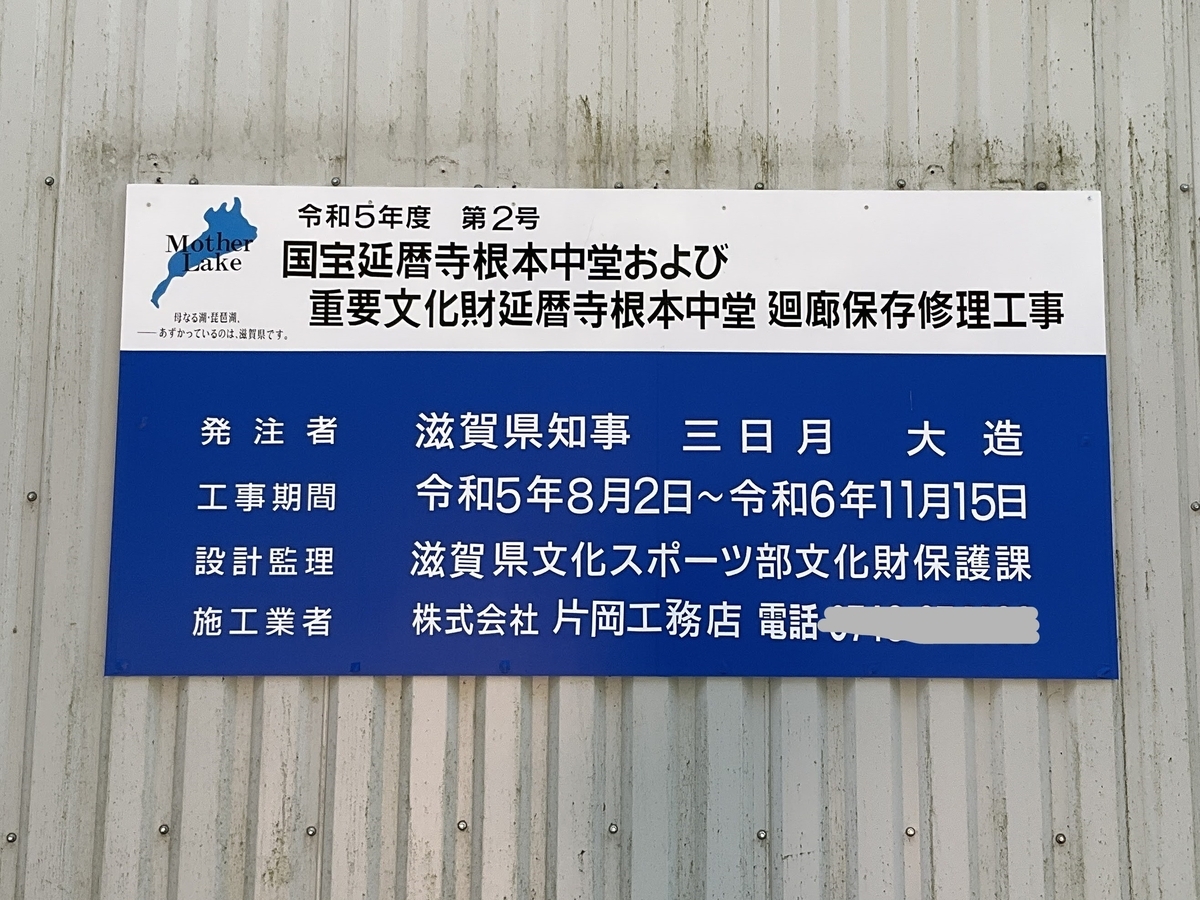 Mother
Lake
母なる湖・琵琶湖、
──あずかっているのは、滋賀県です。
令和5年度 第2号
国宝延暦寺根本中堂および
重要文化財延暦寺根本中堂 廻廊保存修理工事
発注者 滋賀県知事 三日月 大造
工事期間 令和5年8月2日～令和6年11月15日
設計監理 滋賀県文化スポーツ部文化財保護課
施工業者 株式会社 片岡工務店 電話